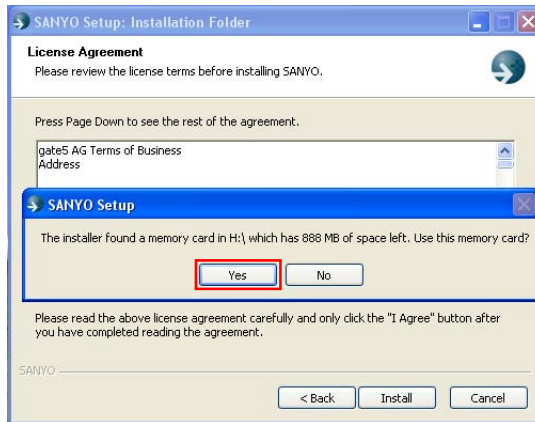 SANYO Setup: Installation Folder
License Agreement
Please review the license terms before installing SANYO.
Press Page Down to see the rest of the agreement.
gate5 AG Terms of Business
Address
SANYO Setup
The installer found a memory card in H:\ which has 888 MB of space left. Use this memory card?
Yes No
Please read the above license agreement carefully and only click the "I Agree" button after
you have completed reading the agreement.
SANYO
< Back Install Cancel